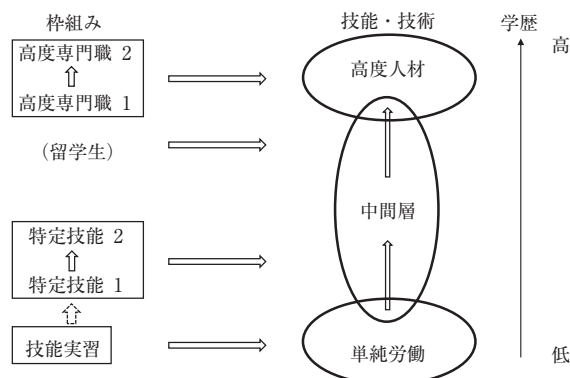 枠組み
技能・技術
学歴
高度専門職 2
高度専門職 1
高度人材
高
(留学生)
中間層
特定技能 2
特定技能 1
技能実習
単純労働
低